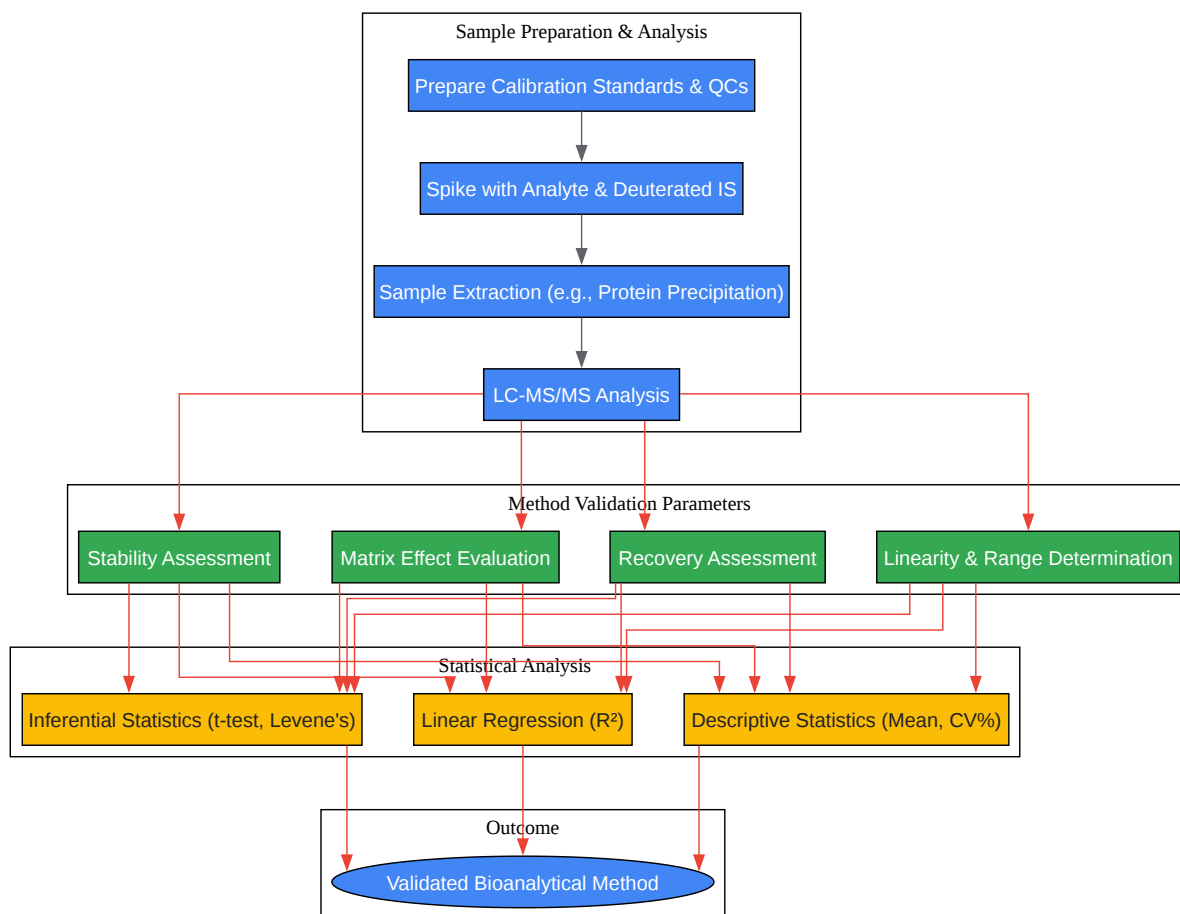 Sample Preparation & Analysis
Prepare Calibration Standards & QCs
Spike with Analyte & Deuterated IS
Sample Extraction (e.g., Protein Precipitation)
LC-MS/MS Analysis
Method Validation Parameters
Stability Assessment
Matrix Effect Evaluation
Recovery Assessment
Linearity & Range Determination
Statistical Analysis
Inferential Statistics (t-test, Levene's)
Linear Regression (R²)
Descriptive Statistics (Mean, CV%)
Outcome
Validated Bioanalytical Method